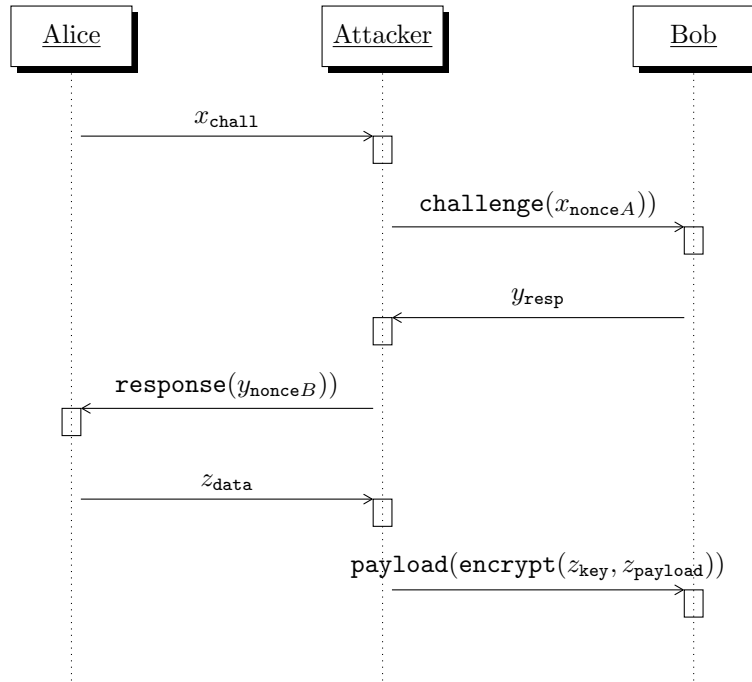 Alice Attacker Bob
x_chall
challenge(x_nonceA))
y_resp
response(y_nonceB))
z_data
payload(encrypt(z_key, z_payload))